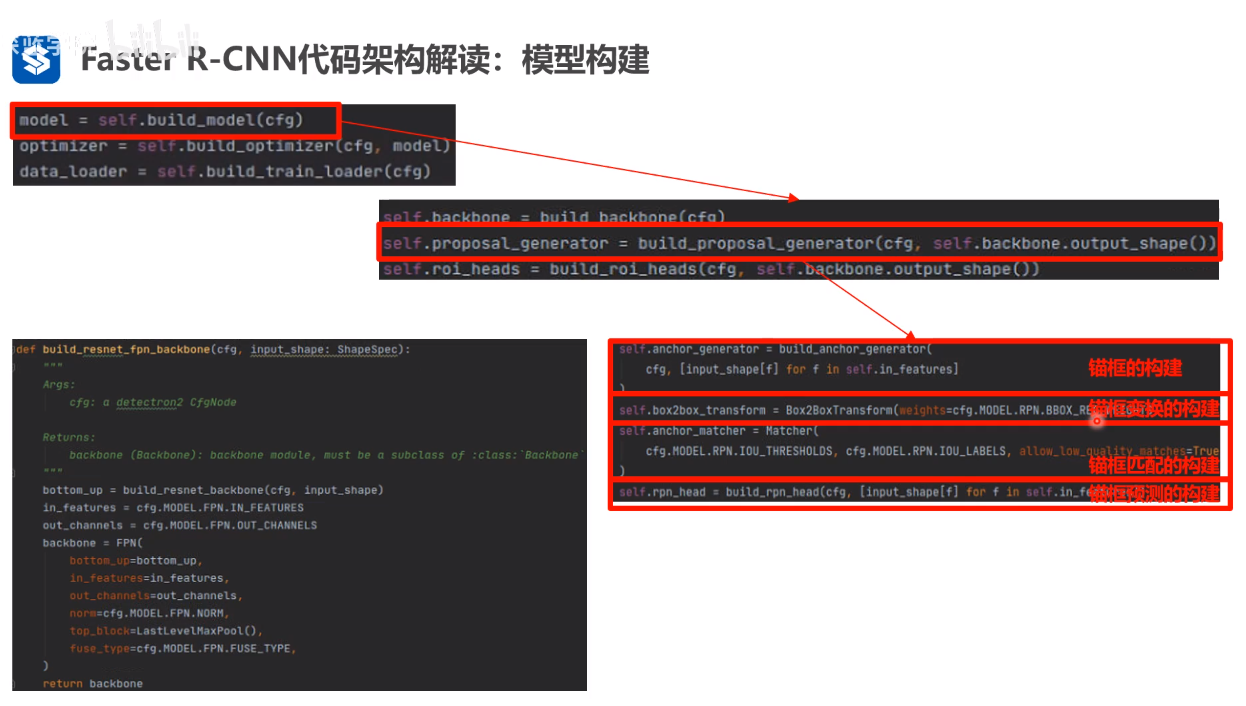 bilibili
Faster R-CNN代码架构解读：模型构建
model = self.build_model(cfg)
optimizer = self.build_optimizer(cfg, model)
data_loader = self.build_train_loader(cfg)
self.backbone = build_backbone(cfg)
self.proposal_generator = build_proposal_generator(cfg, self.backbone.output_shape())
self.roi_heads = build_roi_heads(cfg, self.backbone.output_shape())
def build_resnet_fpn_backbone(cfg, input_shape: ShapeSpec):
"""
Args:
cfg: a detectron2 CfgNode
Returns:
backbone (Backbone): backbone module, must be a subclass of :class:`Backbone`
"""
bottom_up = build_resnet_backbone(cfg, input_shape)
in_features = cfg.MODEL.FPN.IN_FEATURES
out_channels = cfg.MODEL.FPN.OUT_CHANNELS
backbone = FPN(
bottom_up=bottom_up,
in_features=in_features,
out_channels=out_channels,
norm=cfg.MODEL.FPN.NORM,
top_block=LastLevelMaxPool(),
fuse_type=cfg.MODEL.FPN.FUSE_TYPE,
)
return backbone
self.anchor_generator = build_anchor_generator(
cfg, [input_shape[f] for f in self.in_features]
)
锚框的构建
self.box2box_transform = Box2BoxTransform(weights=cfg.MODEL.RPN.BBOX_RE
锚框变换的构建
self.anchor_matcher = Matcher(
cfg.MODEL.RPN.IOU_THRESHOLDS, cfg.MODEL.RPN.IOU_LABELS, allow_low_quality_matches=True
)
锚框匹配的构建
self.rpn_head = build_rpn_head(cfg, [input_shape[f] for f in self.in_fe
锚框预测的构建